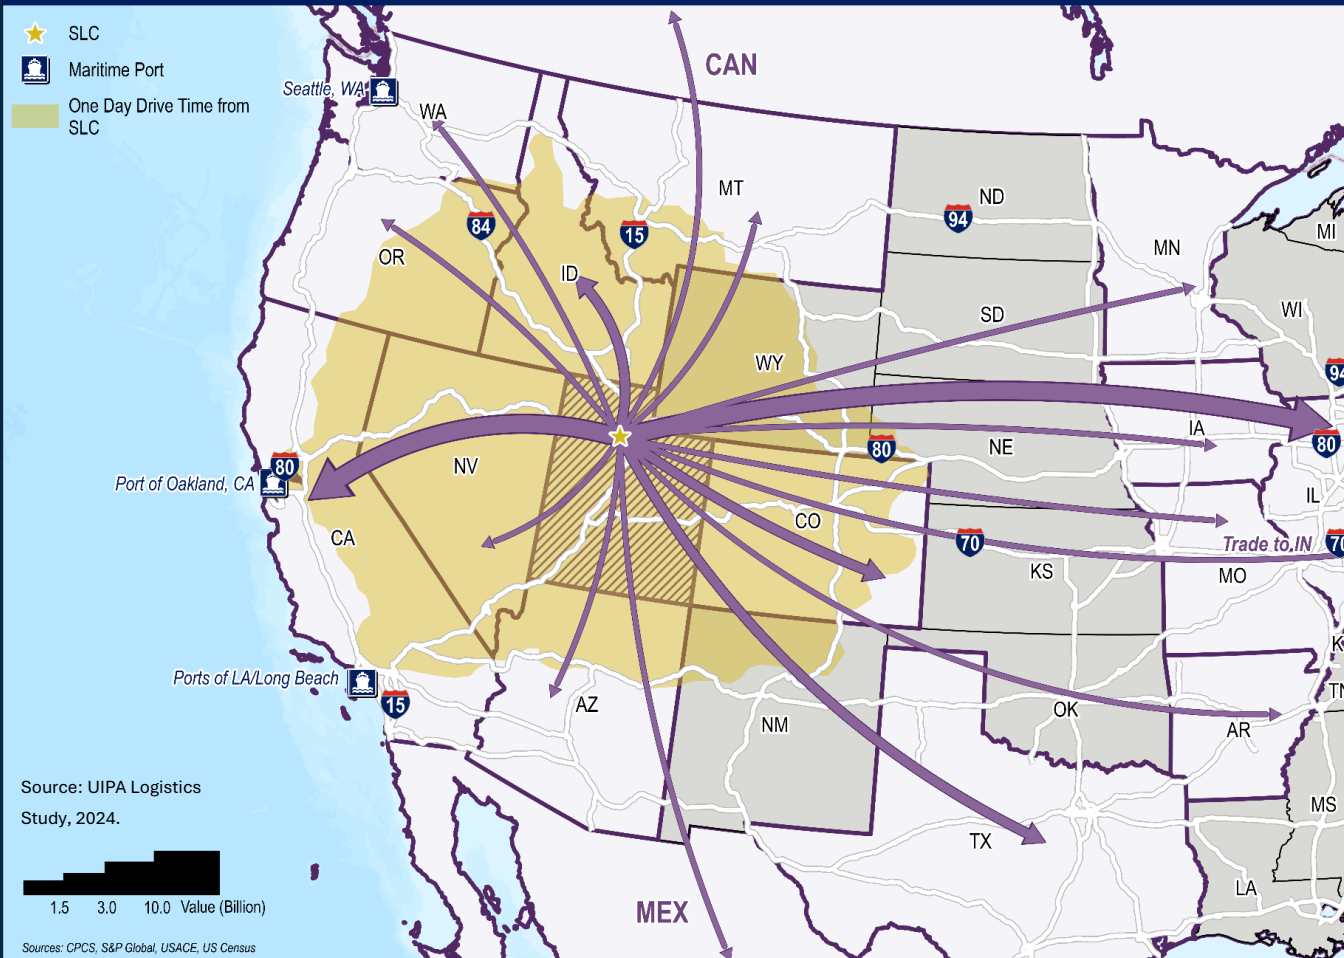 SLC
Maritime Port
One Day Drive Time from
SLC
CAN
Seattle, WA
WA
MT
ND
94
84
15
MN
MI
OR
ID
SD
WI
WY
94
IA
80
NE
80
80
NV
Port of Oakland, CA
IL
CO
CA
70
Trade to IN
70
KS
MO
K
Ports of LA/Long Beach
TN
15
AZ
NM
OK
AR
Source: UIPA Logistics
Study, 2024.
MS
TX
LA
1.5 3.0 10.0 Value (Billion)
MEX
Sources: CPCS, S&P Global, USACE, US Census